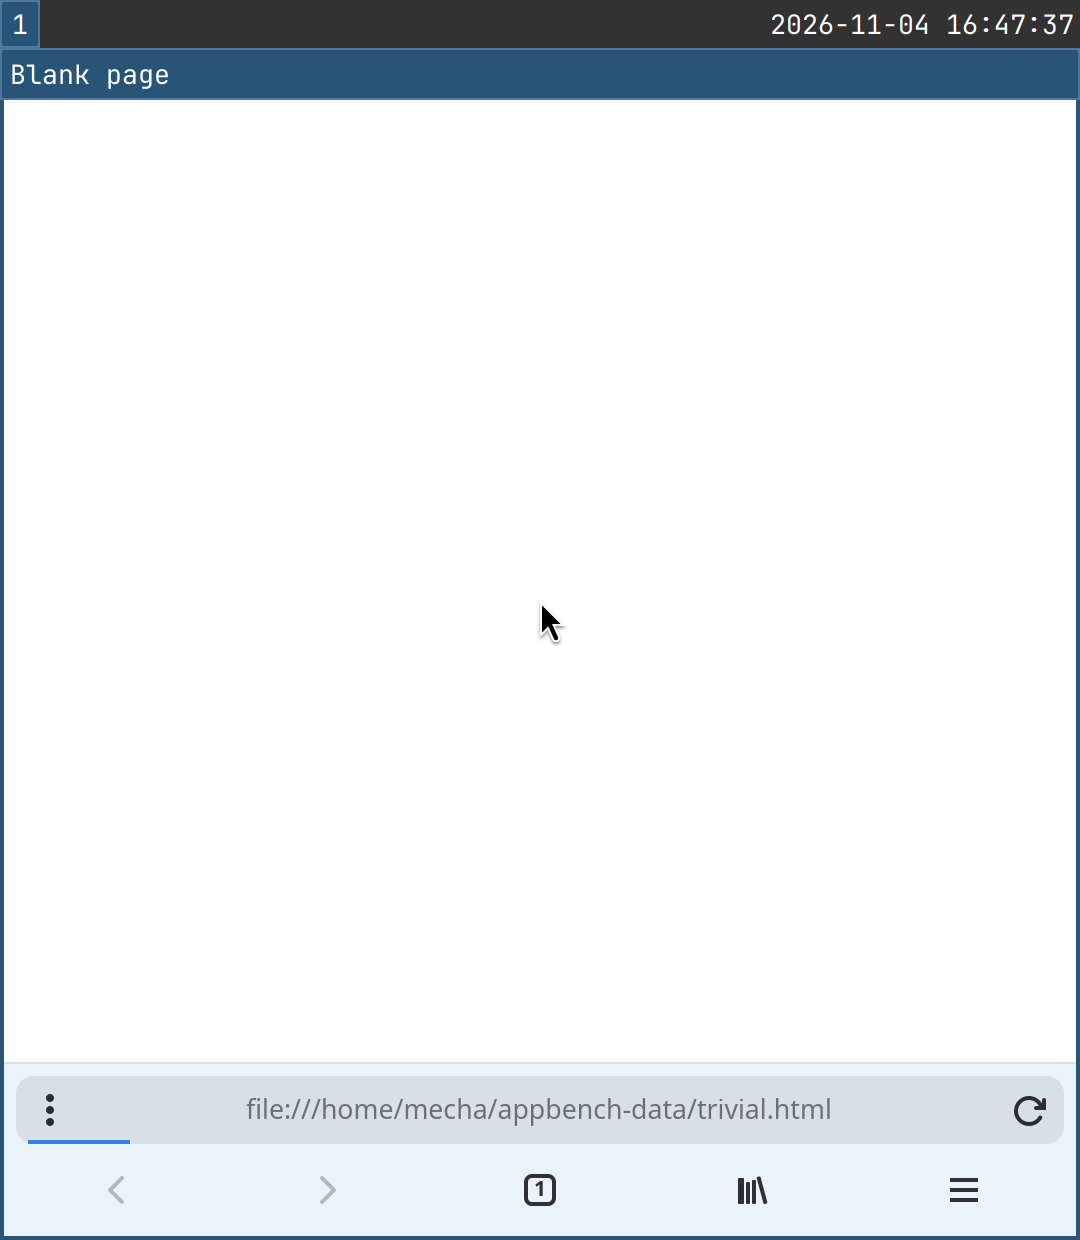 1
2026-11-04 16:47:37
Blank page
file:///home/mecha/appbench-data/trivial.html
1